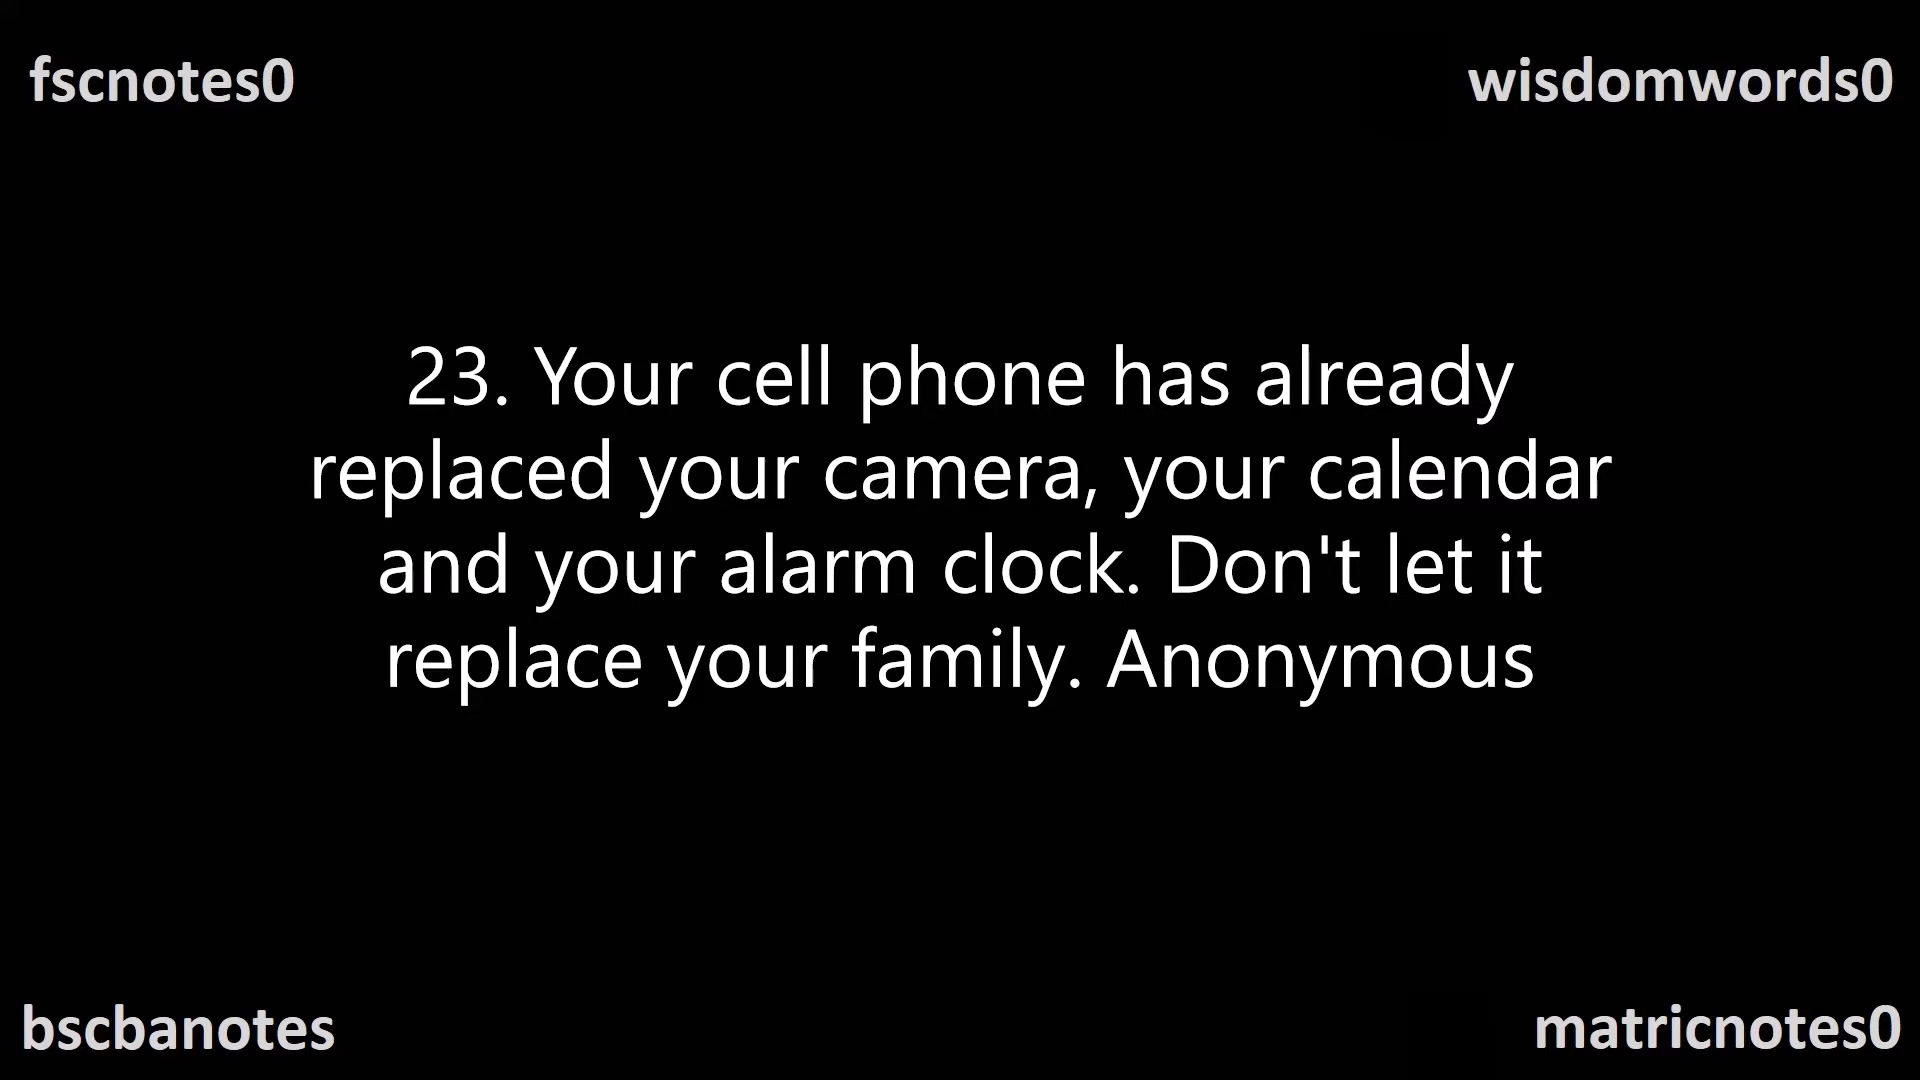 fscnotes0
wisdomwords0
23. Your cell phone has already
replaced your camera, your calendar
and your alarm clock. Don't let it
replace your family. Anonymous
bscbanotes
matricnotes0